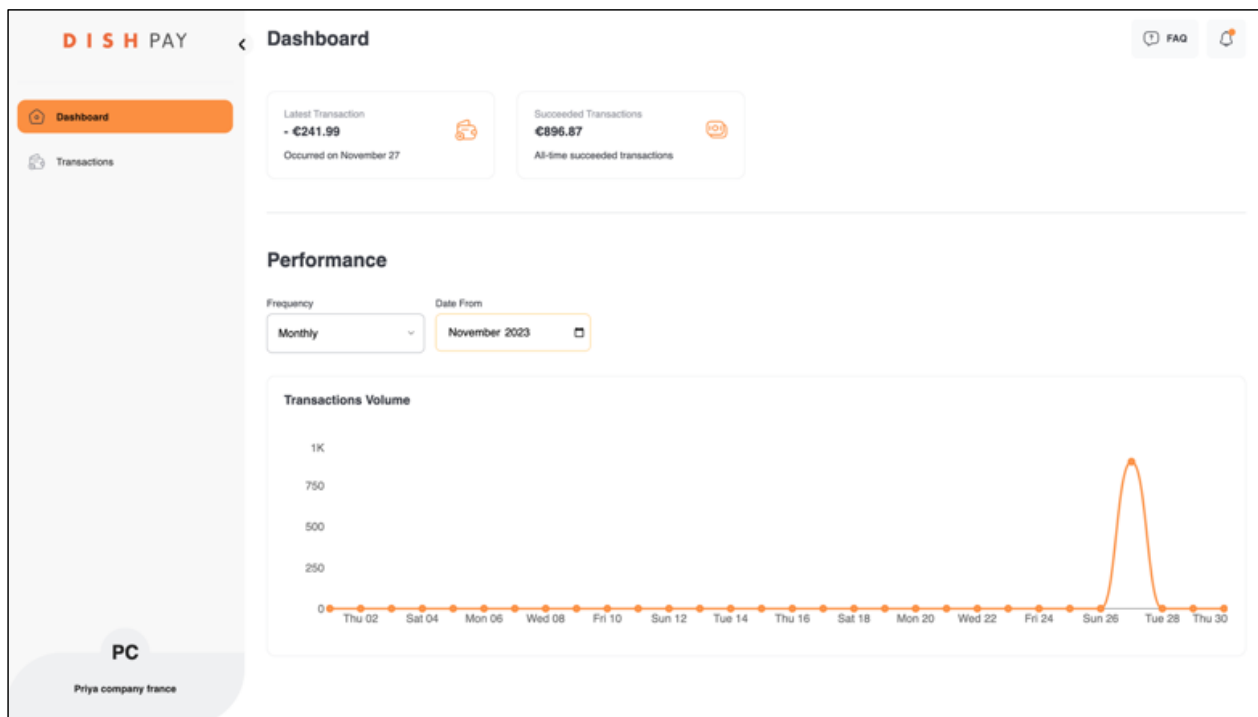 DISH PAY
Dashboard
FAQ
Dashboard
Transactions
Latest Transaction
- €241.99
Occurred on November 27
Succeeded Transactions
€896.87
All-time succeeded transactions
Performance
Frequency
Monthly
Date From
November 2023
Transactions Volume
1K
750
500
250
0
Thu 02 Sat 04 Mon 06 Wed 08 Fri 10 Sun 12 Tue 14 Thu 16 Sat 18 Mon 20 Wed 22 Fri 24 Sun 26 Tue 28 Thu 30
PC
Priya company france